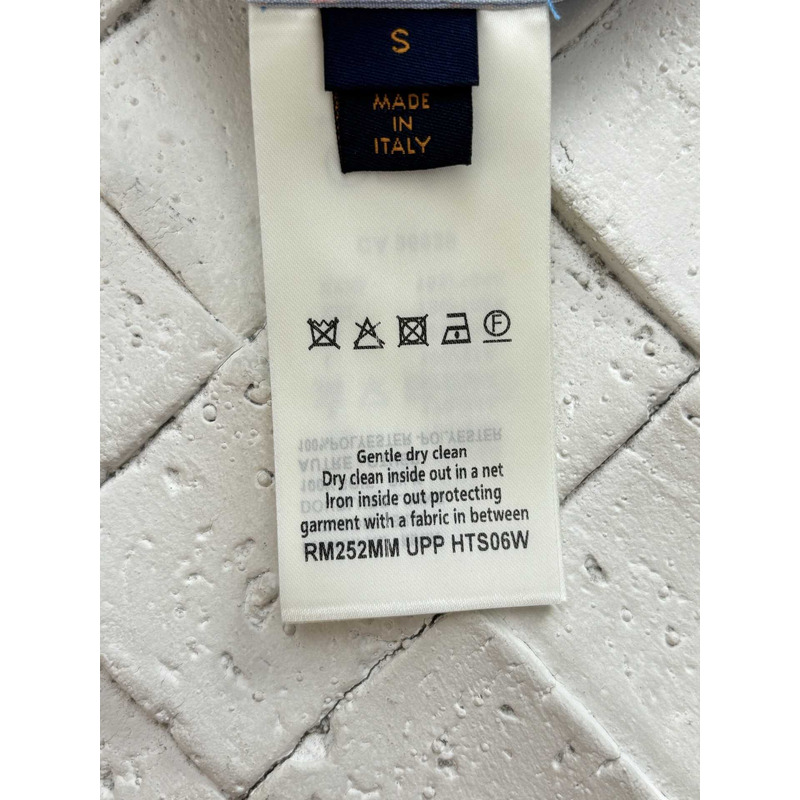 S
MADE
IN
ITALY
F
Gentle dry clean
Dry clean inside out in a net
Iron inside out protecting
garment with a fabric in between
RM252MM UPP HTS06W